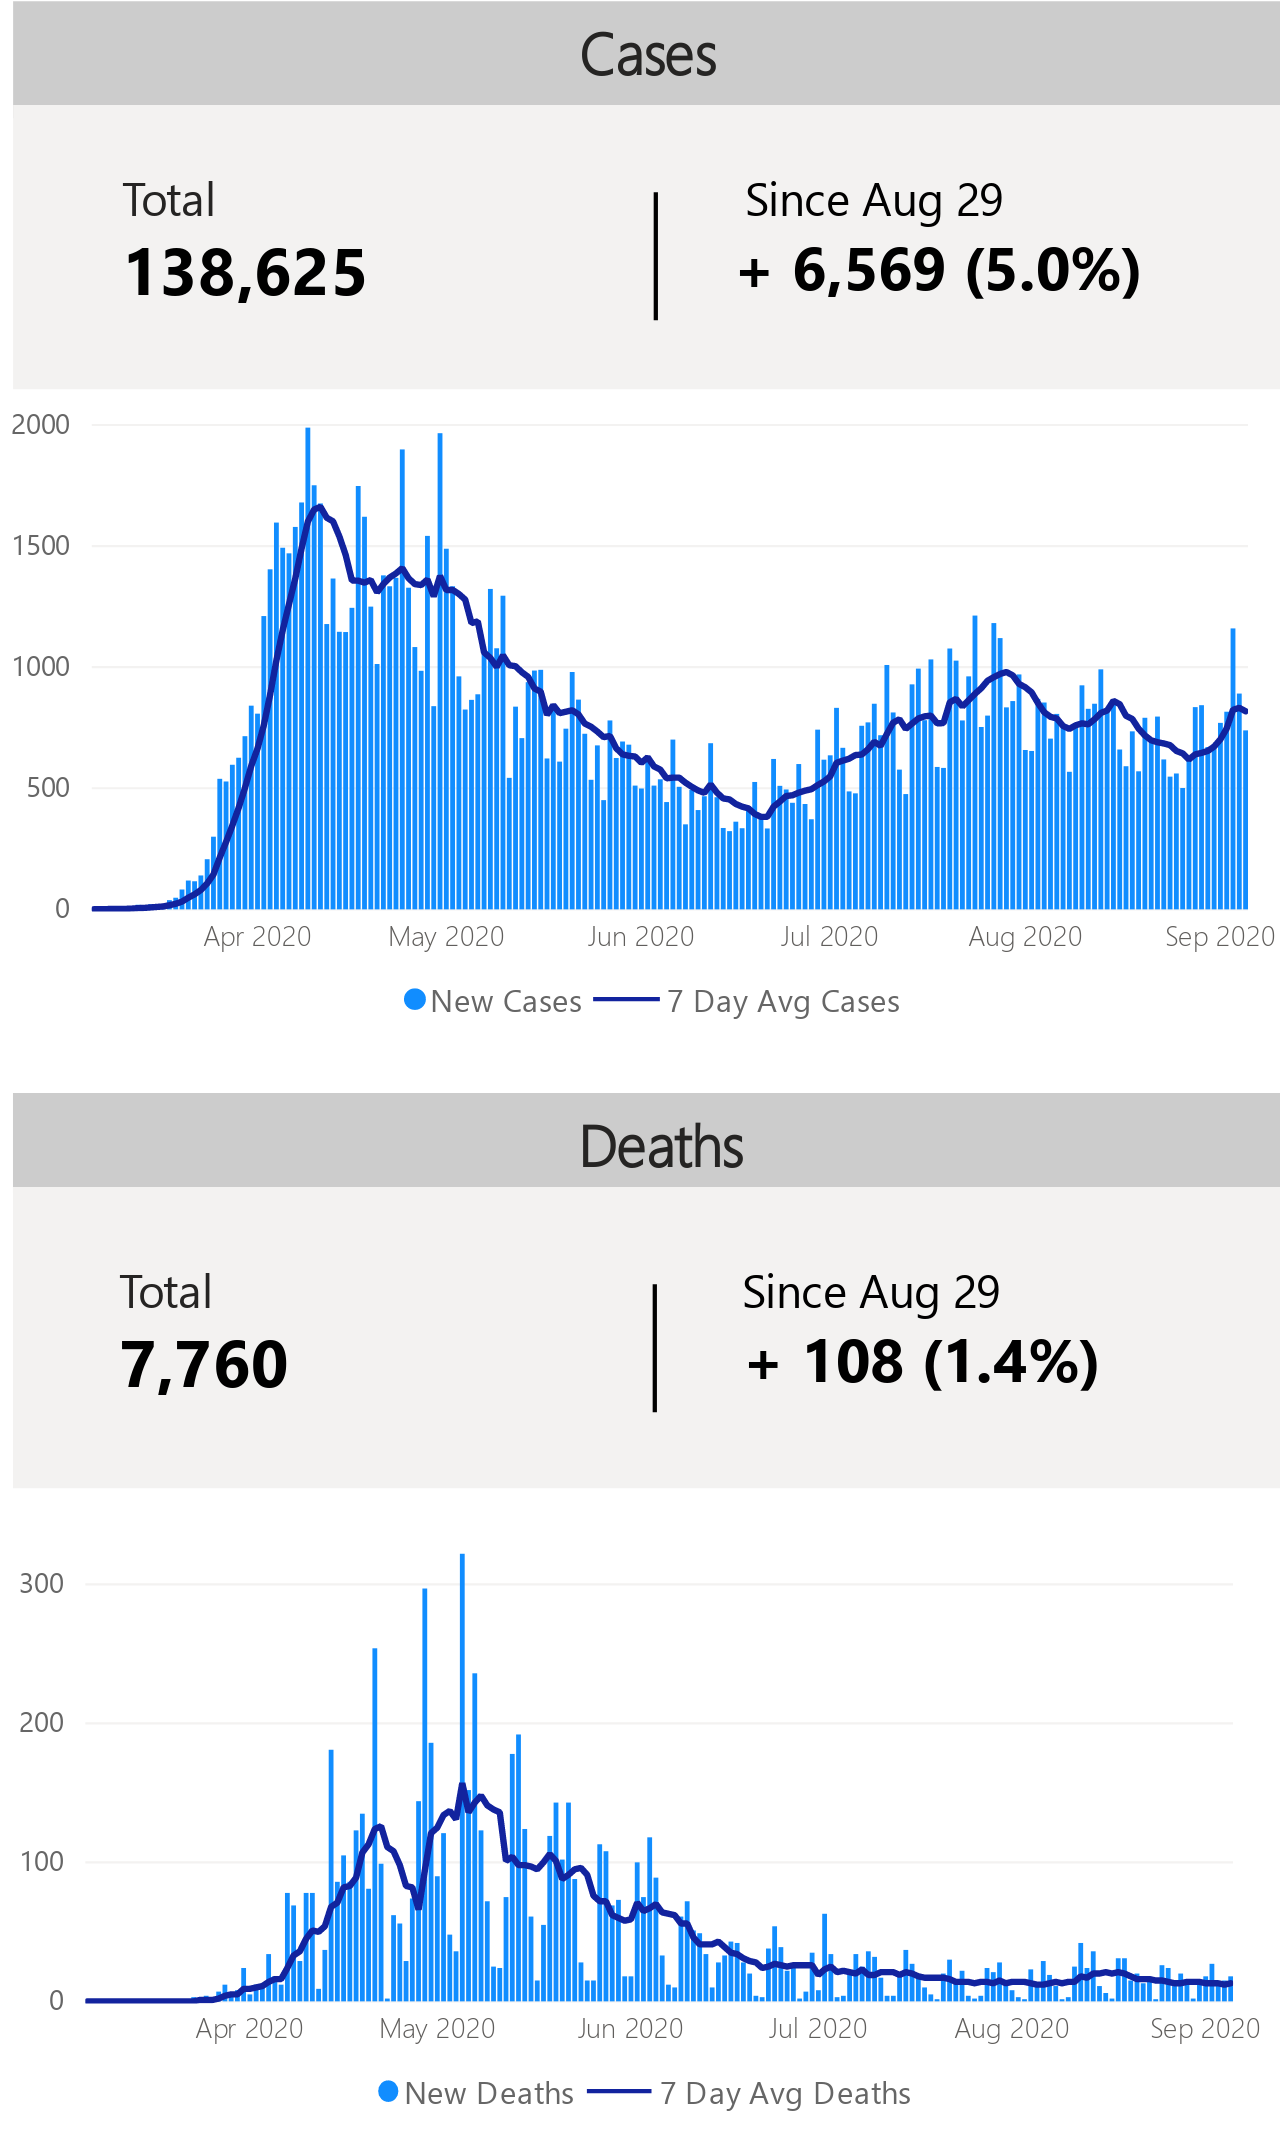 Cases
Total
Since Aug 29
138,625
+ 6,569 (5.0%)
2000
1500
1000
500
0
Apr 2020 May 2020 Jun 2020 Jul 2020 Aug 2020 Sep 2020
New Cases 7 Day Avg Cases
Deaths
Total
Since Aug 29
7,760
+ 108 (1.4%)
300
200
100
0
Apr 2020 May 2020 Jun 2020 Jul 2020 Aug 2020 Sep 2020
New Deaths 7 Day Avg Deaths